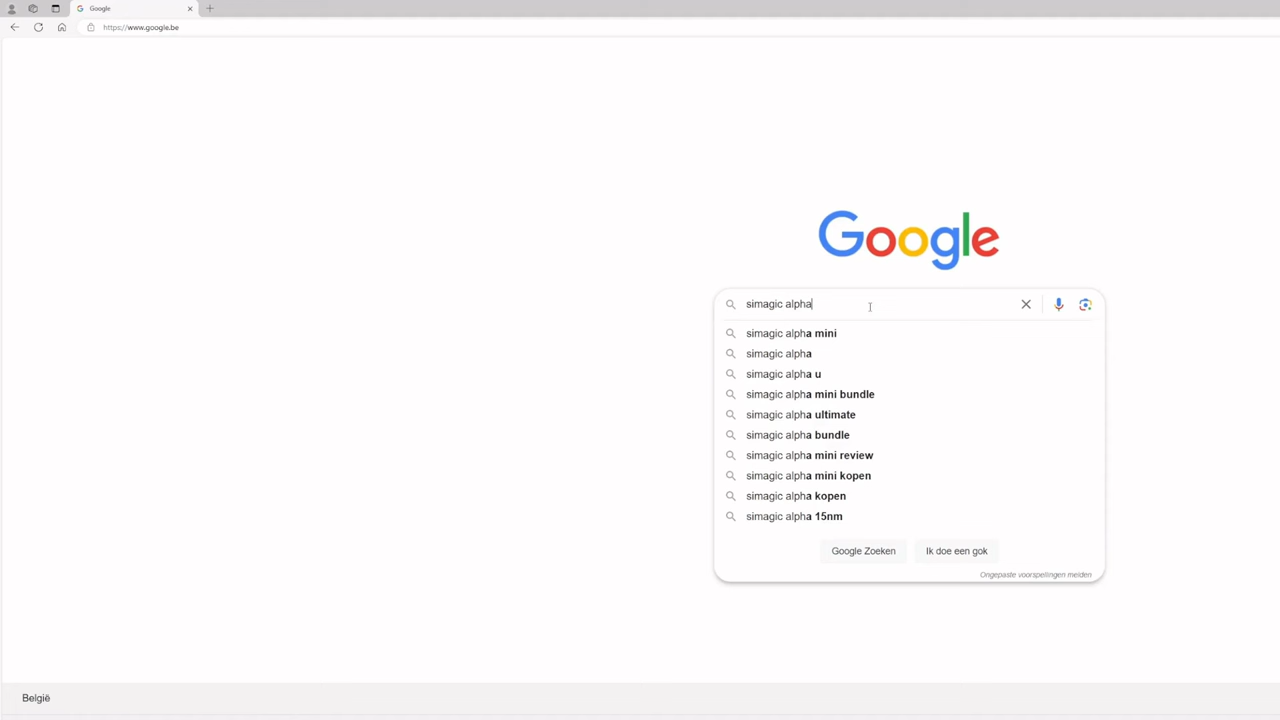 Google
https://www.google.be
Google
simagic alpha
simagic alpha mini
simagic alpha
simagic alpha u
simagic alpha mini bundle
simagic alpha ultimate
simagic alpha bundle
simagic alpha mini review
simagic alpha mini kopen
simagic alpha kopen
simagic alpha 15nm
Google Zoeken
Ik doe een gok
Ongepaste voorspellingen melden
België